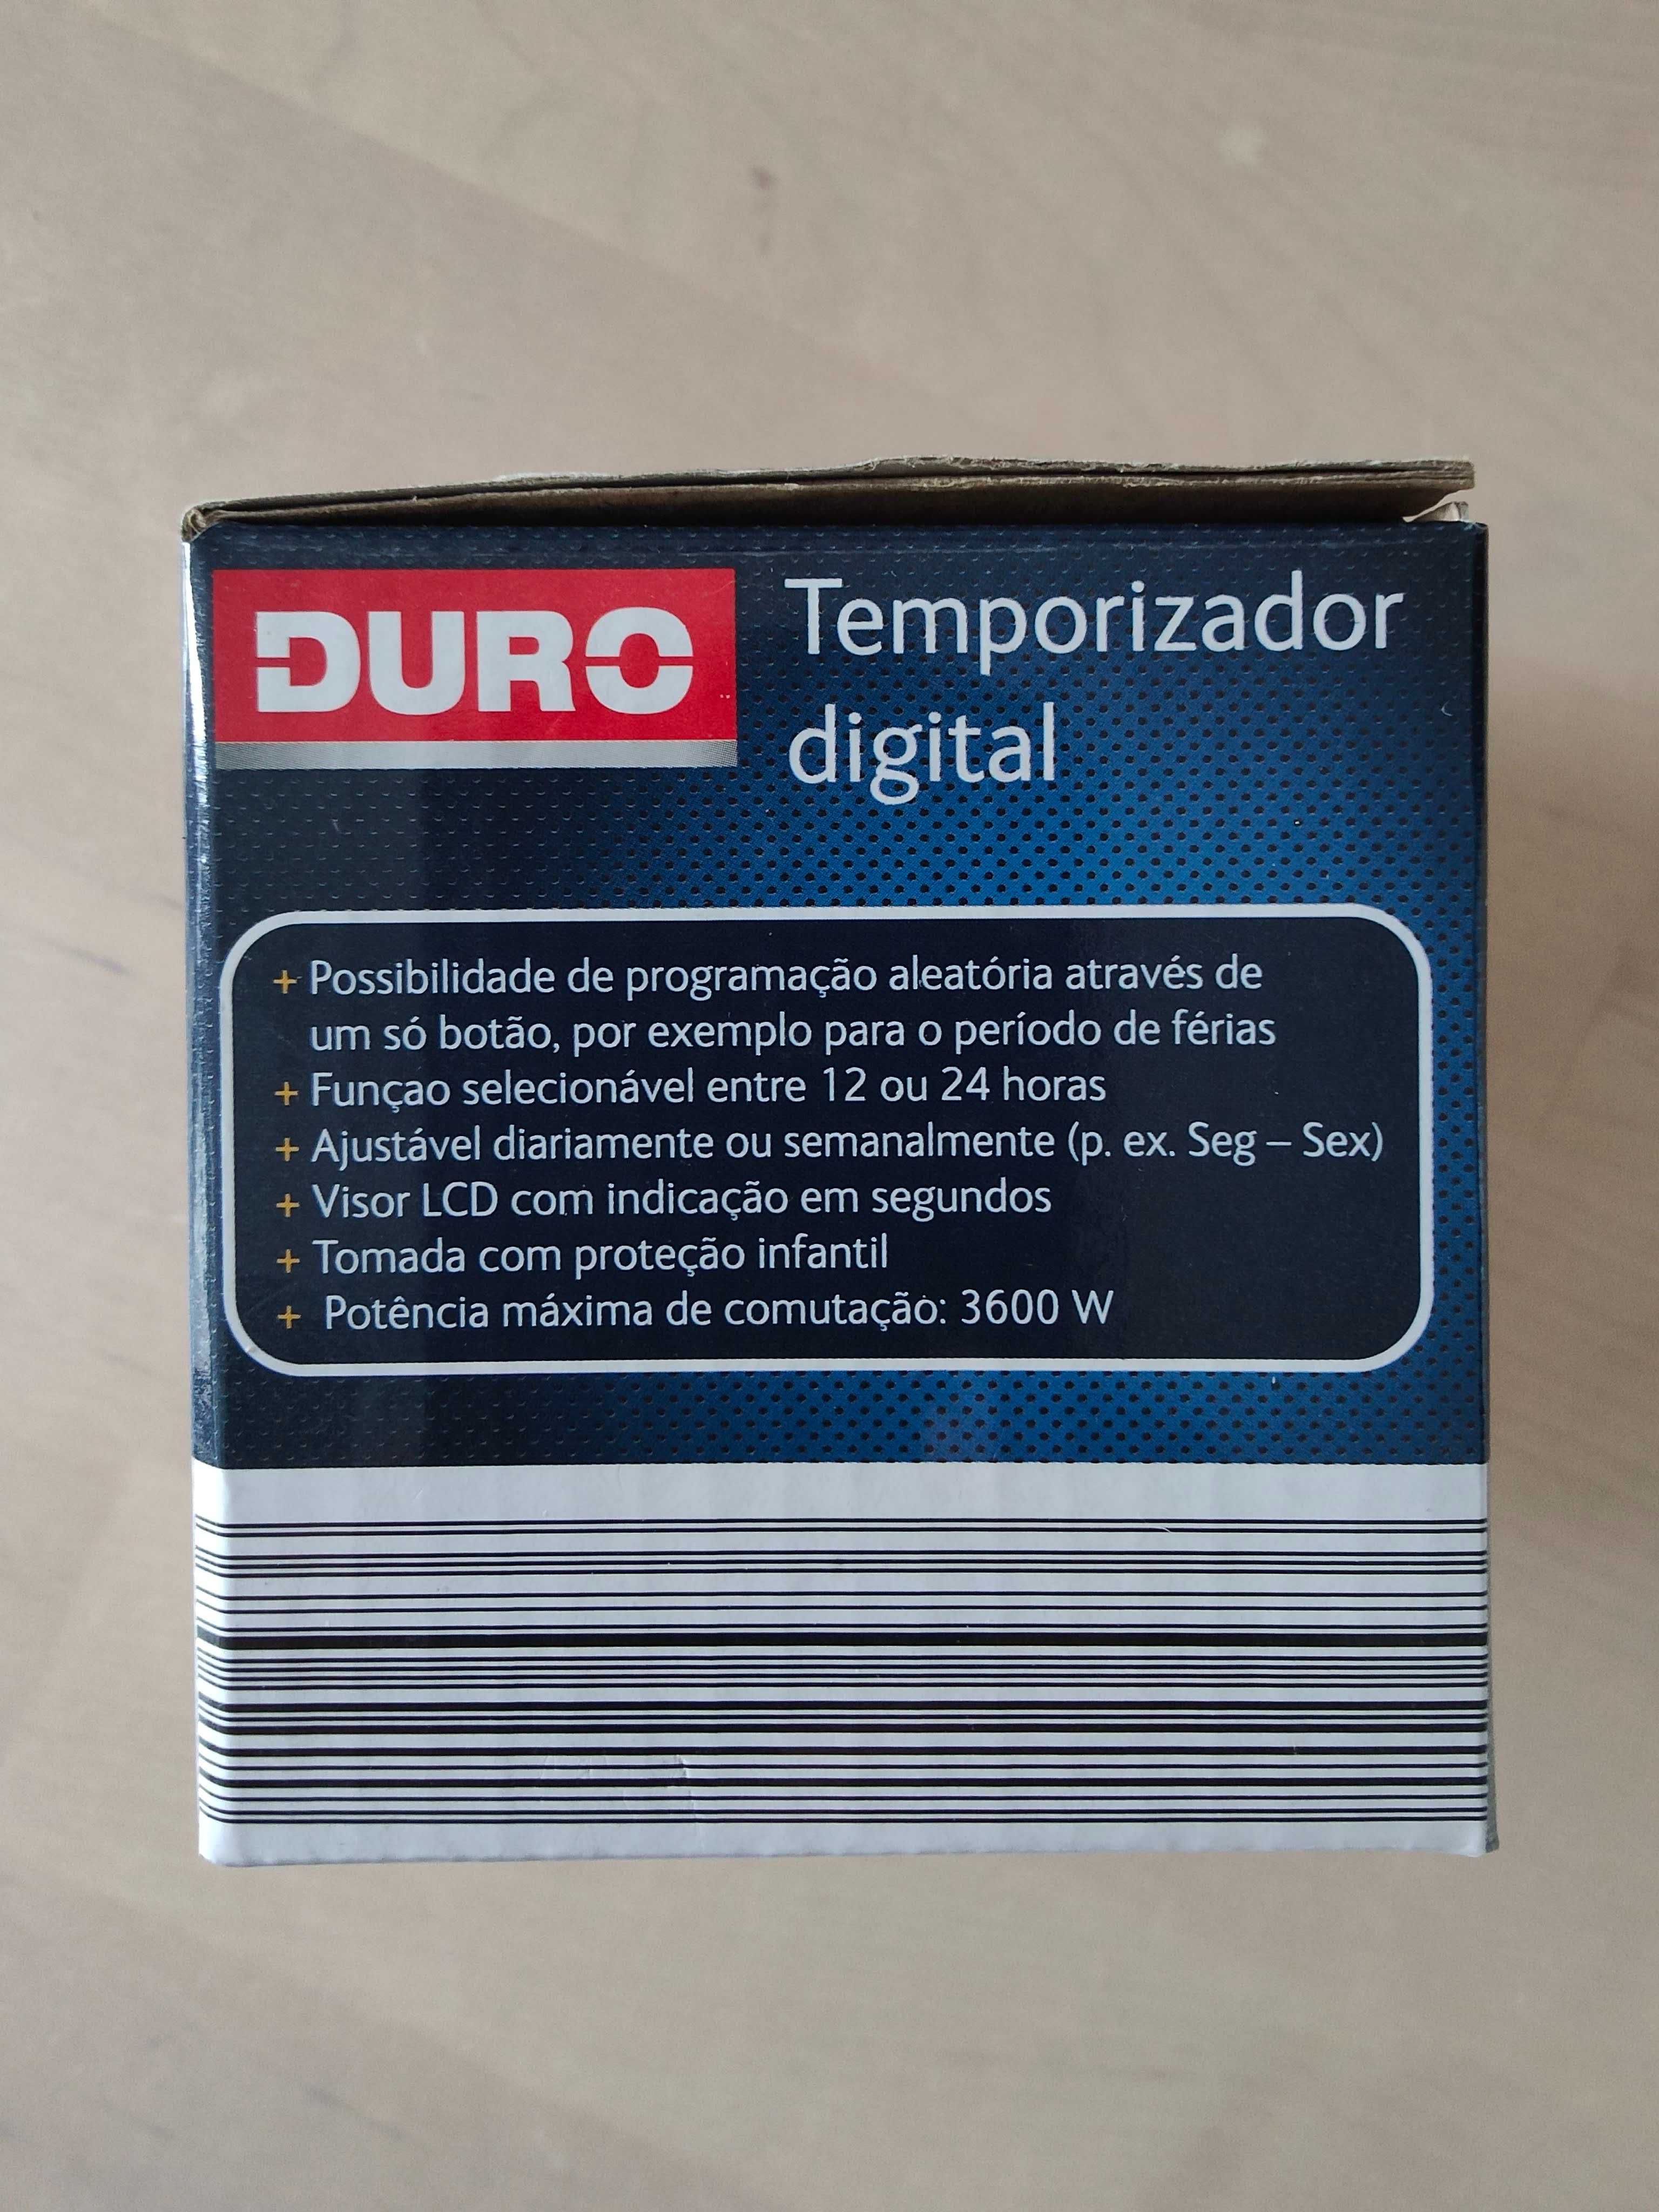 DURO
Temporizador
digital
+ Possibilidade de programação aleatória através de
um só botão, por exemplo para o período de férias
+ Funçao selecionável entre 12 ou 24 horas
+ Ajustável diariamente ou semanalmente (p. ex. Seg – Sex)
+ Visor LCD com indicação em segundos
+ Tomada com proteção infantil
+ Potência máxima de comutação: 3600 W